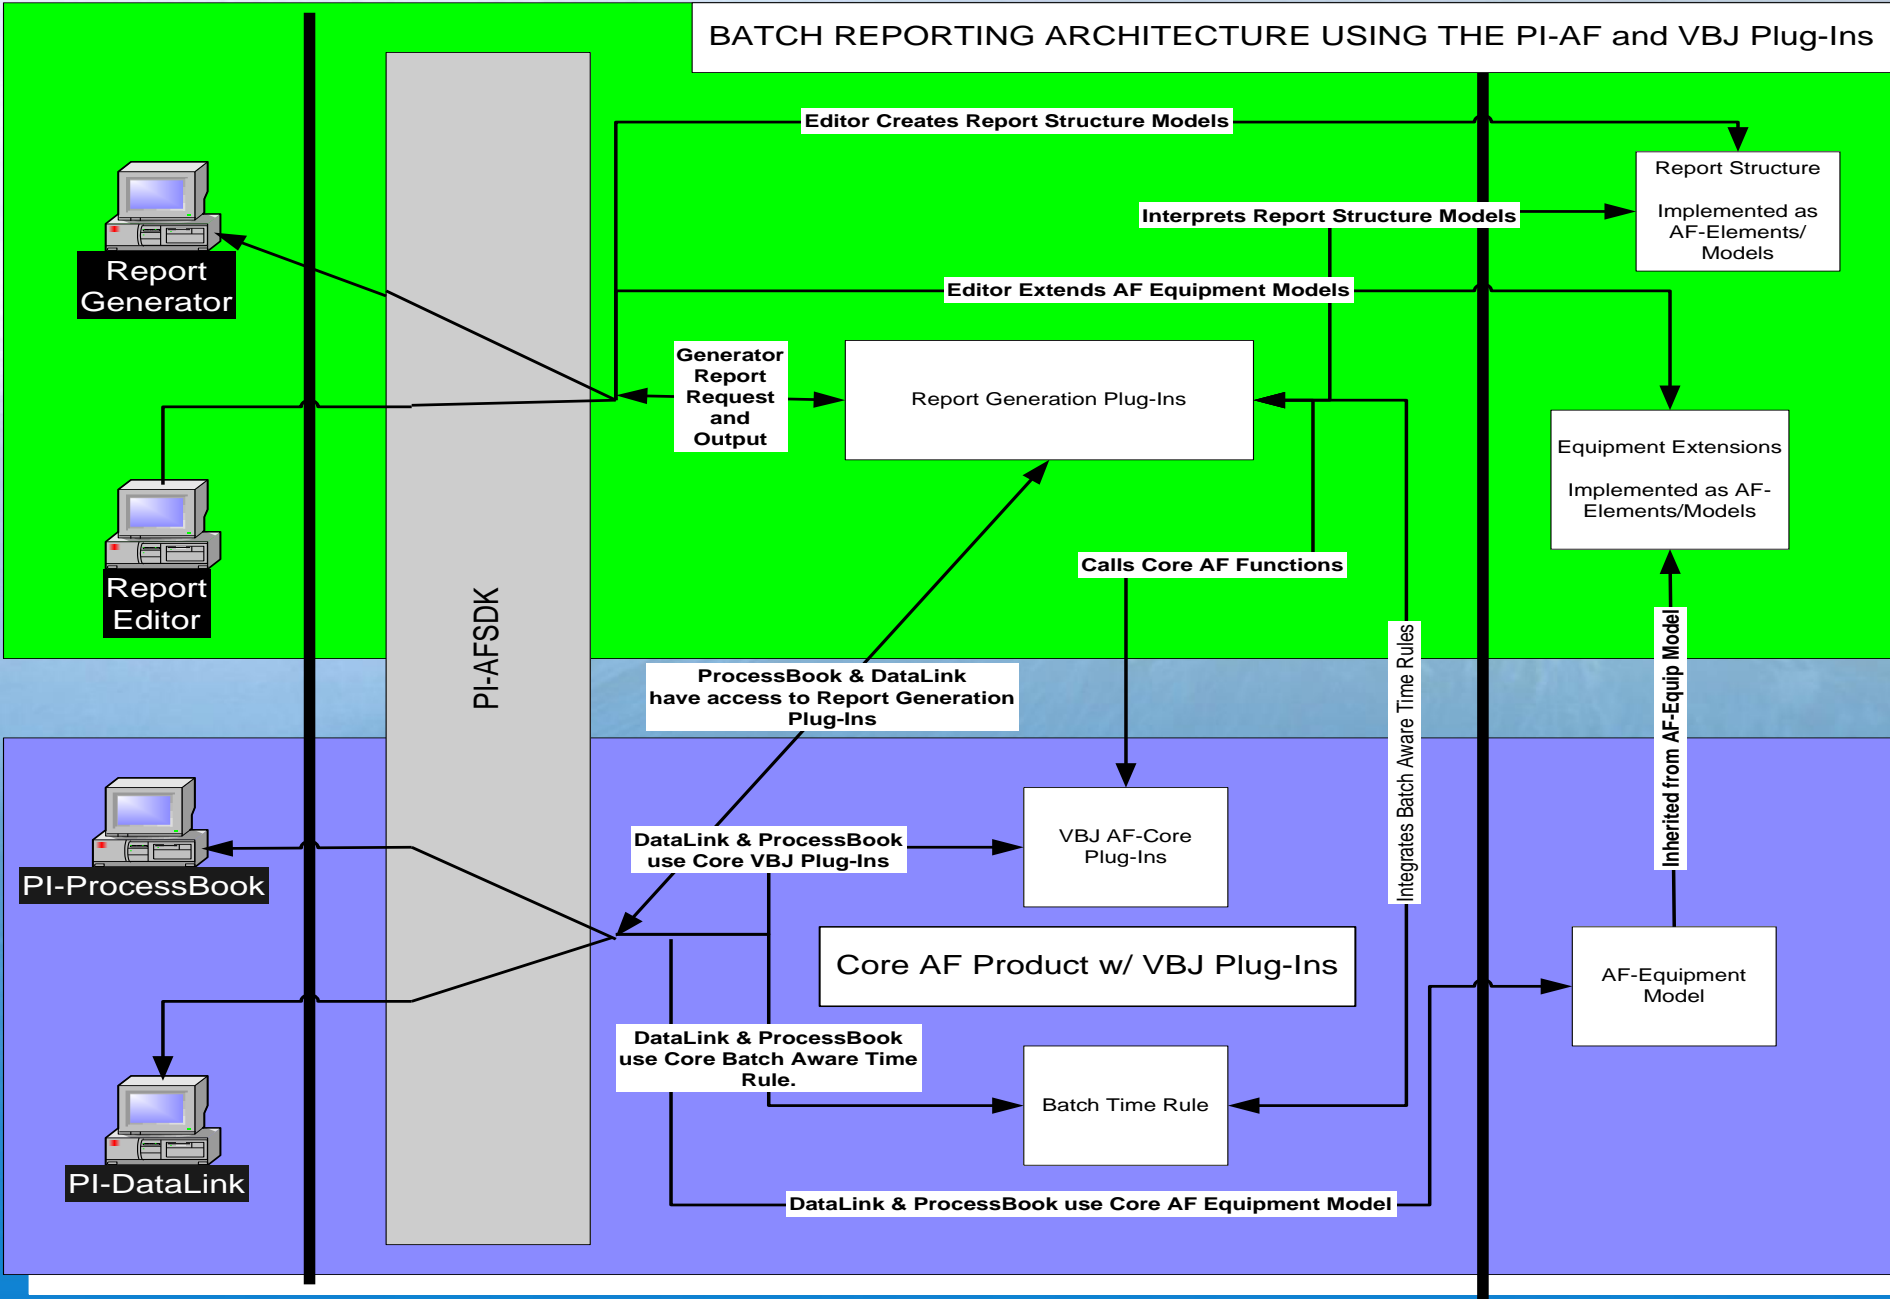 BATCH REPORTING ARCHITECTURE USING THE PI-AF and VBJ Plug-Ins
Editor Creates Report Structure Models
Report Structure
Implemented as
AF-Elements/
Models
Interprets Report Structure Models
Report
Generator
Editor Extends AF Equipment Models
Generator
Report
Request
and
Output
Report Generation Plug-Ins
Equipment Extensions
Implemented as AF-
Elements/Models
Calls Core AF Functions
Report
Editor
PI-AFSDK
ProcessBook & DataLink
have access to Report Generation
Plug-Ins
Integrates Batch Aware Time Rules
Inherited from AF-Equip Model
PI-ProcessBook
DataLink & ProcessBook
use Core VBJ Plug-Ins
VBJ AF-Core
Plug-Ins
Core AF Product w/ VBJ Plug-Ins
AF-Equipment
Model
DataLink & ProcessBook
use Core Batch Aware Time
Rule.
Batch Time Rule
PI-DataLink
DataLink & ProcessBook use Core AF Equipment Model